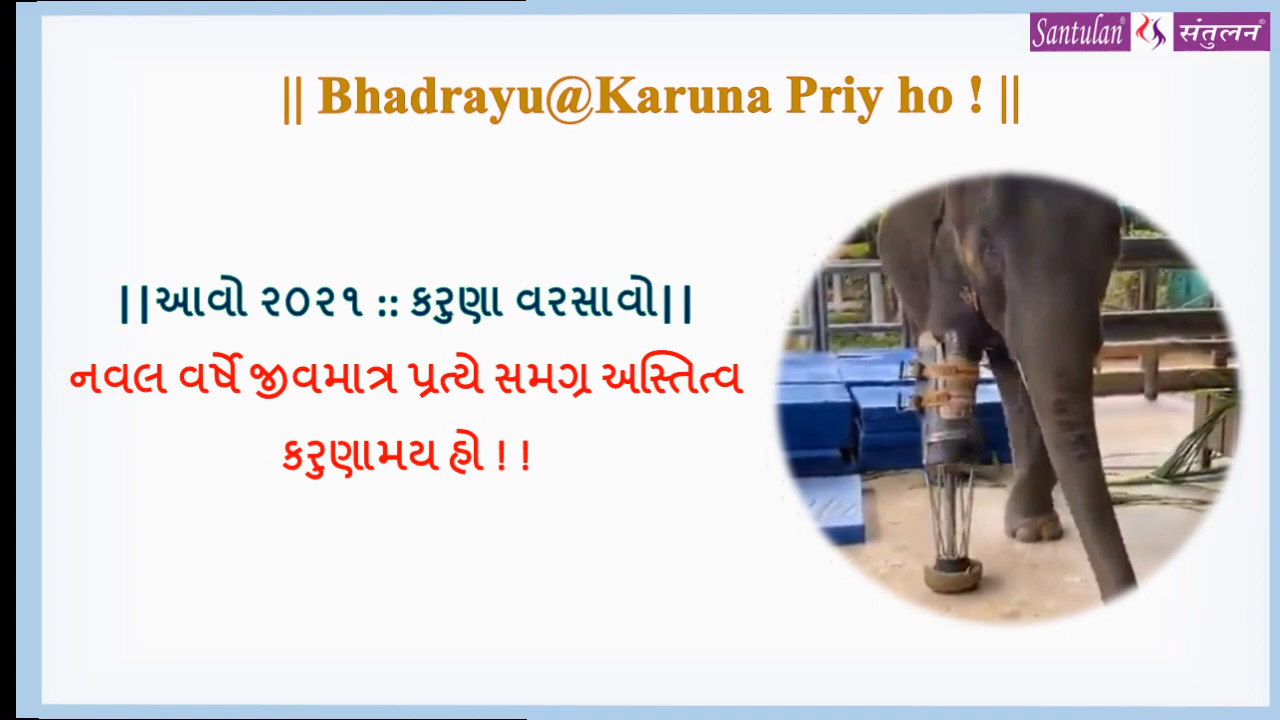 Santulan® संतुलन®
|| Bhadrayu@Karuna Priy ho ! ||
||આવો ૨૦૨૧ :: કરુણા વરસાવો||
નવલ વર્ષે જીવમાત્ર પ્રત્યે સમગ્ર અસ્તિત્વ
કરુણામય હો ! !